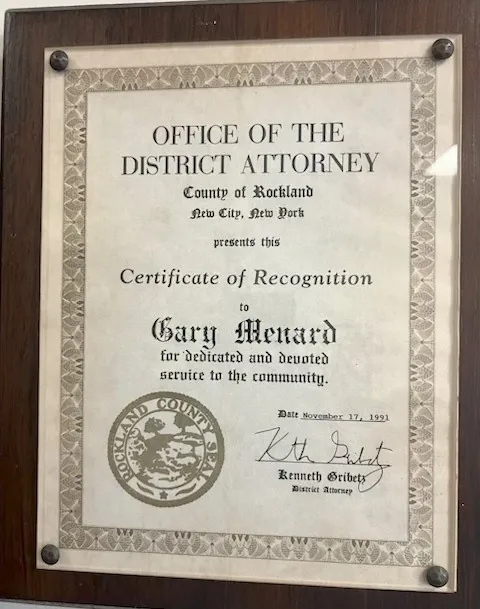 OFFICE OF THE
DISTRICT ATTORNEY
County of Rockland
New City, New York
presents this
Certificate of Recognition
to
Gary Menard
for dedicated and devoted
service to the community.
Date November 17, 1991
Kenneth Gribetz
District Attorney
ROCKLAND COUNTY SEAL